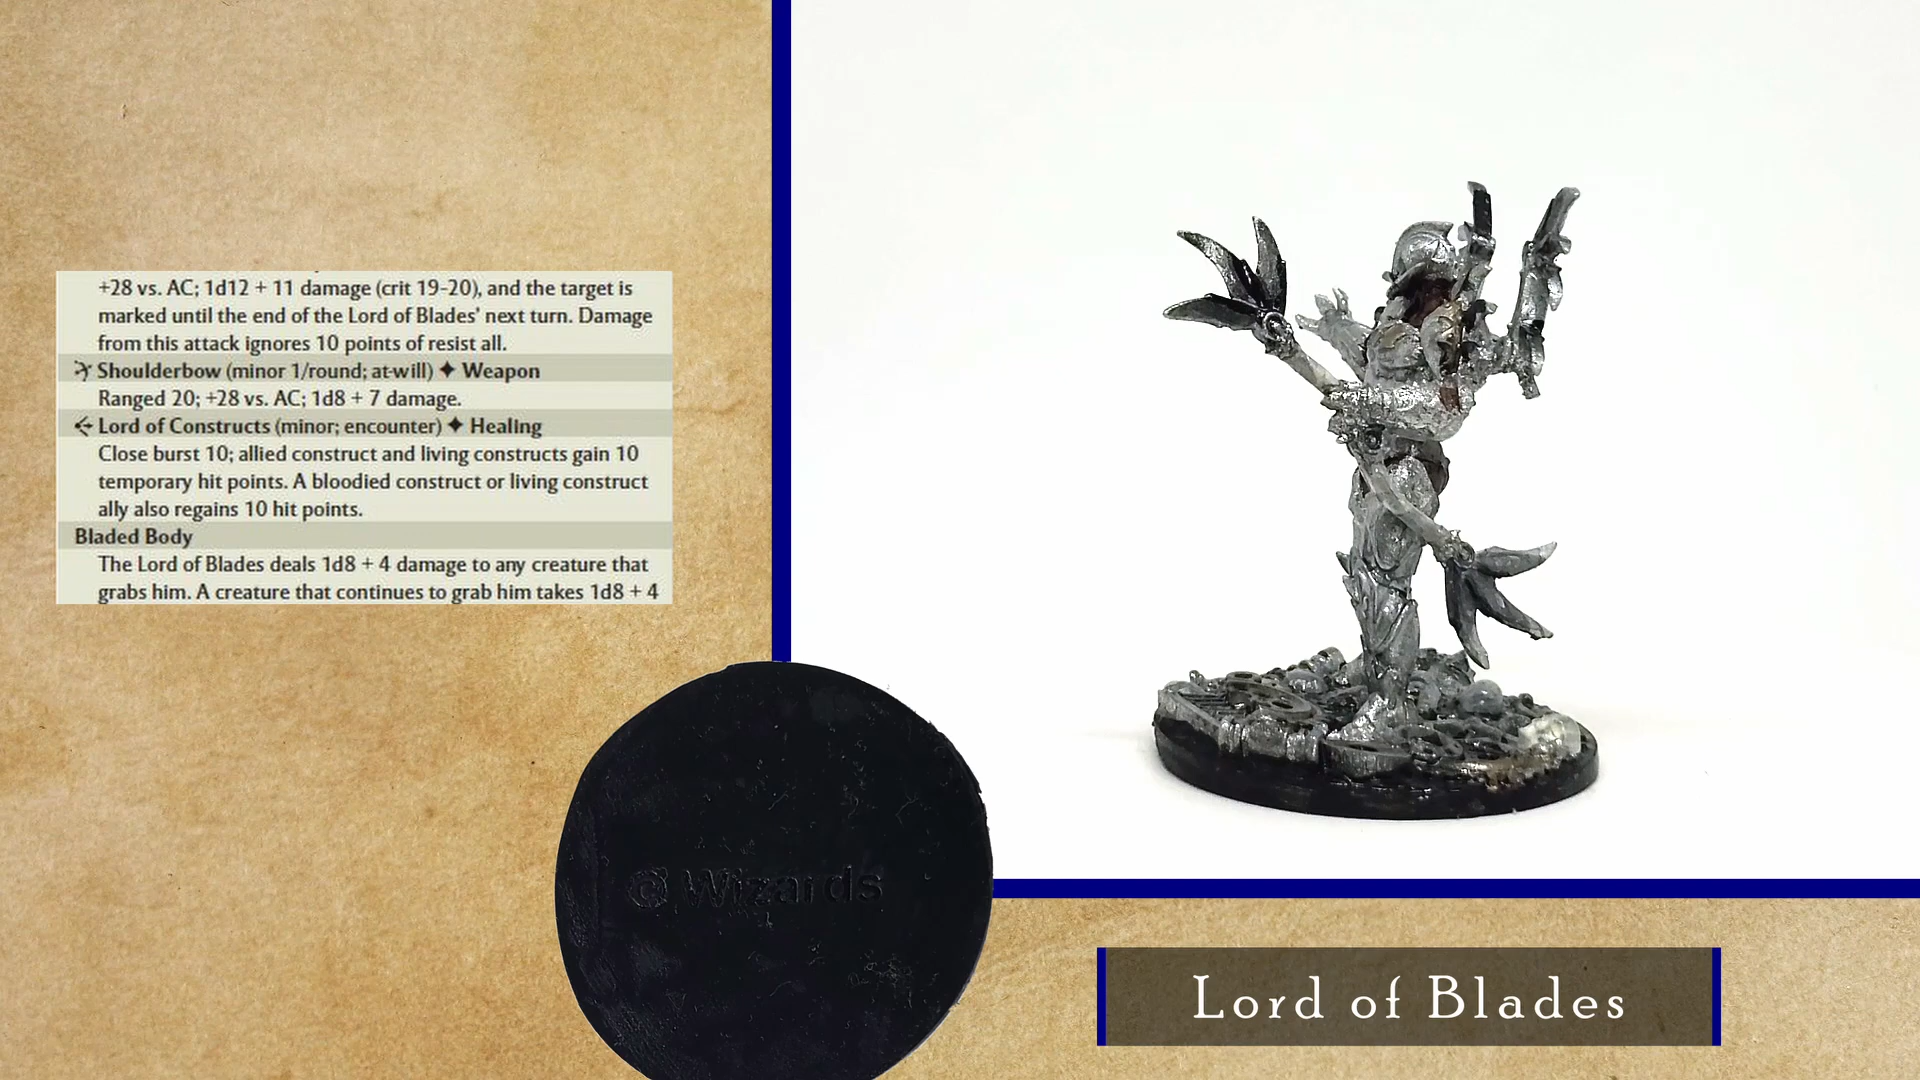 +28 vs. AC; 1d12 + 11 damage (crit 19-20), and the target is
marked until the end of the Lord of Blades' next turn. Damage
from this attack ignores 10 points of resist all.
Shoulderbow (minor 1/round; at-will) ✦ Weapon
Ranged 20; +28 vs. AC; 1d8 + 7 damage.
Lord of Constructs (minor; encounter) ✦ Healing
Close burst 10; allied construct and living constructs gain 10
temporary hit points. A bloodied construct or living construct
ally also regains 10 hit points.
Bladed Body
The Lord of Blades deals 1d8 + 4 damage to any creature that
grabs him. A creature that continues to grab him takes 1d8 + 4
© Wizards
Lord of Blades